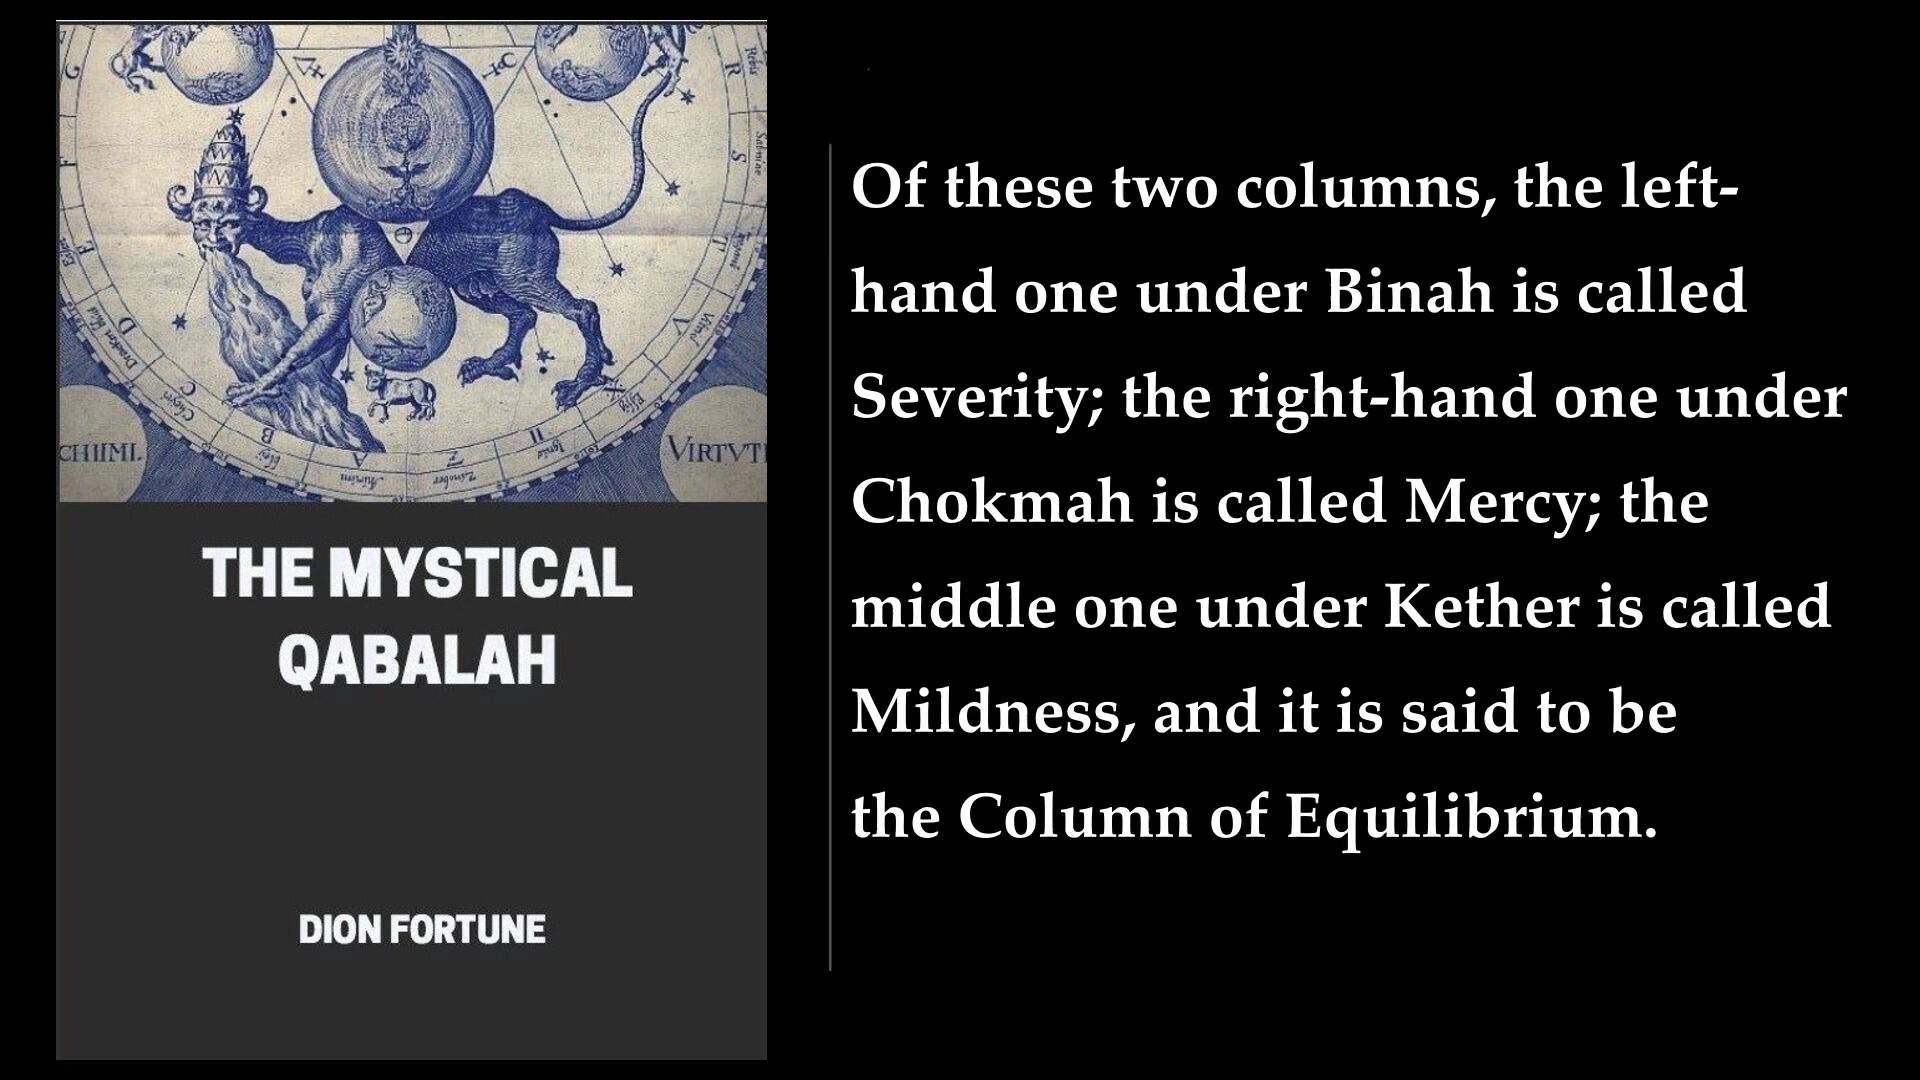 CHIIMI.
VIRTVTI
THE MYSTICAL
QABALAH
DION FORTUNE
Of these two columns, the left-
hand one under Binah is called
Severity; the right-hand one under
Chokmah is called Mercy; the
middle one under Kether is called
Mildness, and it is said to be
the Column of Equilibrium.